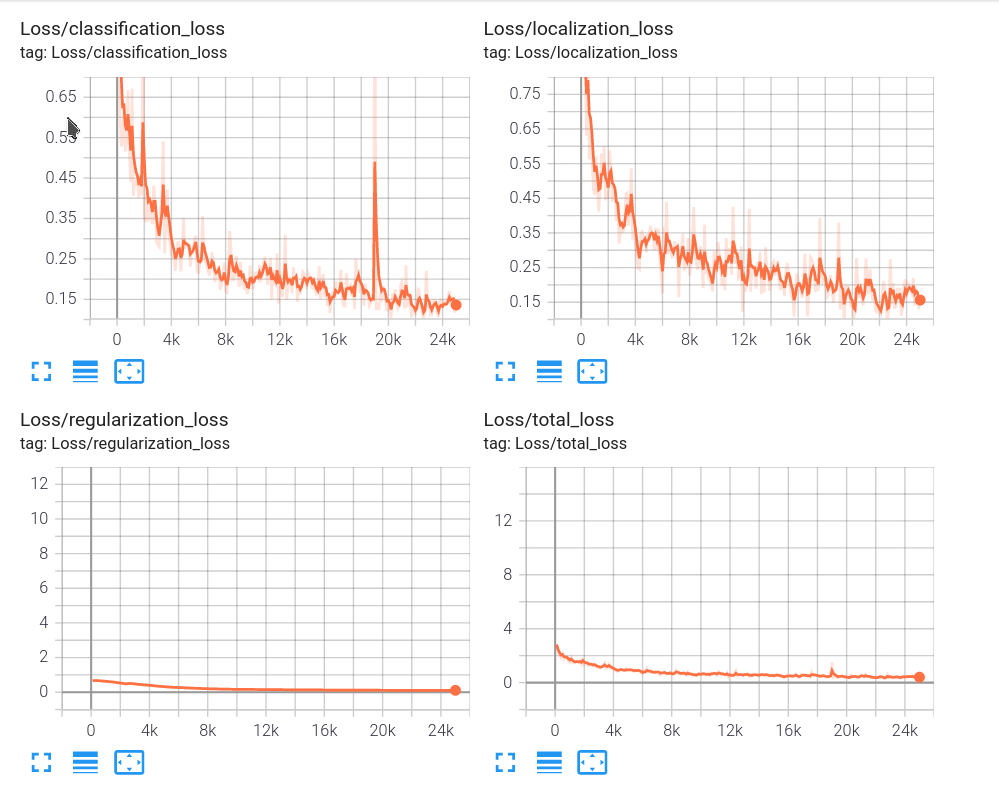 Loss/classification_loss
tag: Loss/classification_loss
0.65
0.55
0.45
0.35
0.25
0.15
0 4k 8k 12k 16k 20k 24k
Loss/localization_loss
tag: Loss/localization_loss
0.75
0.65
0.55
0.45
0.35
0.25
0.15
0 4k 8k 12k 16k 20k 24k
Loss/regularization_loss
tag: Loss/regularization_loss
12
10
8
6
4
2
0
0 4k 8k 12k 16k 20k 24k
Loss/total_loss
tag: Loss/total_loss
12
8
4
0
0 4k 8k 12k 16k 20k 24k